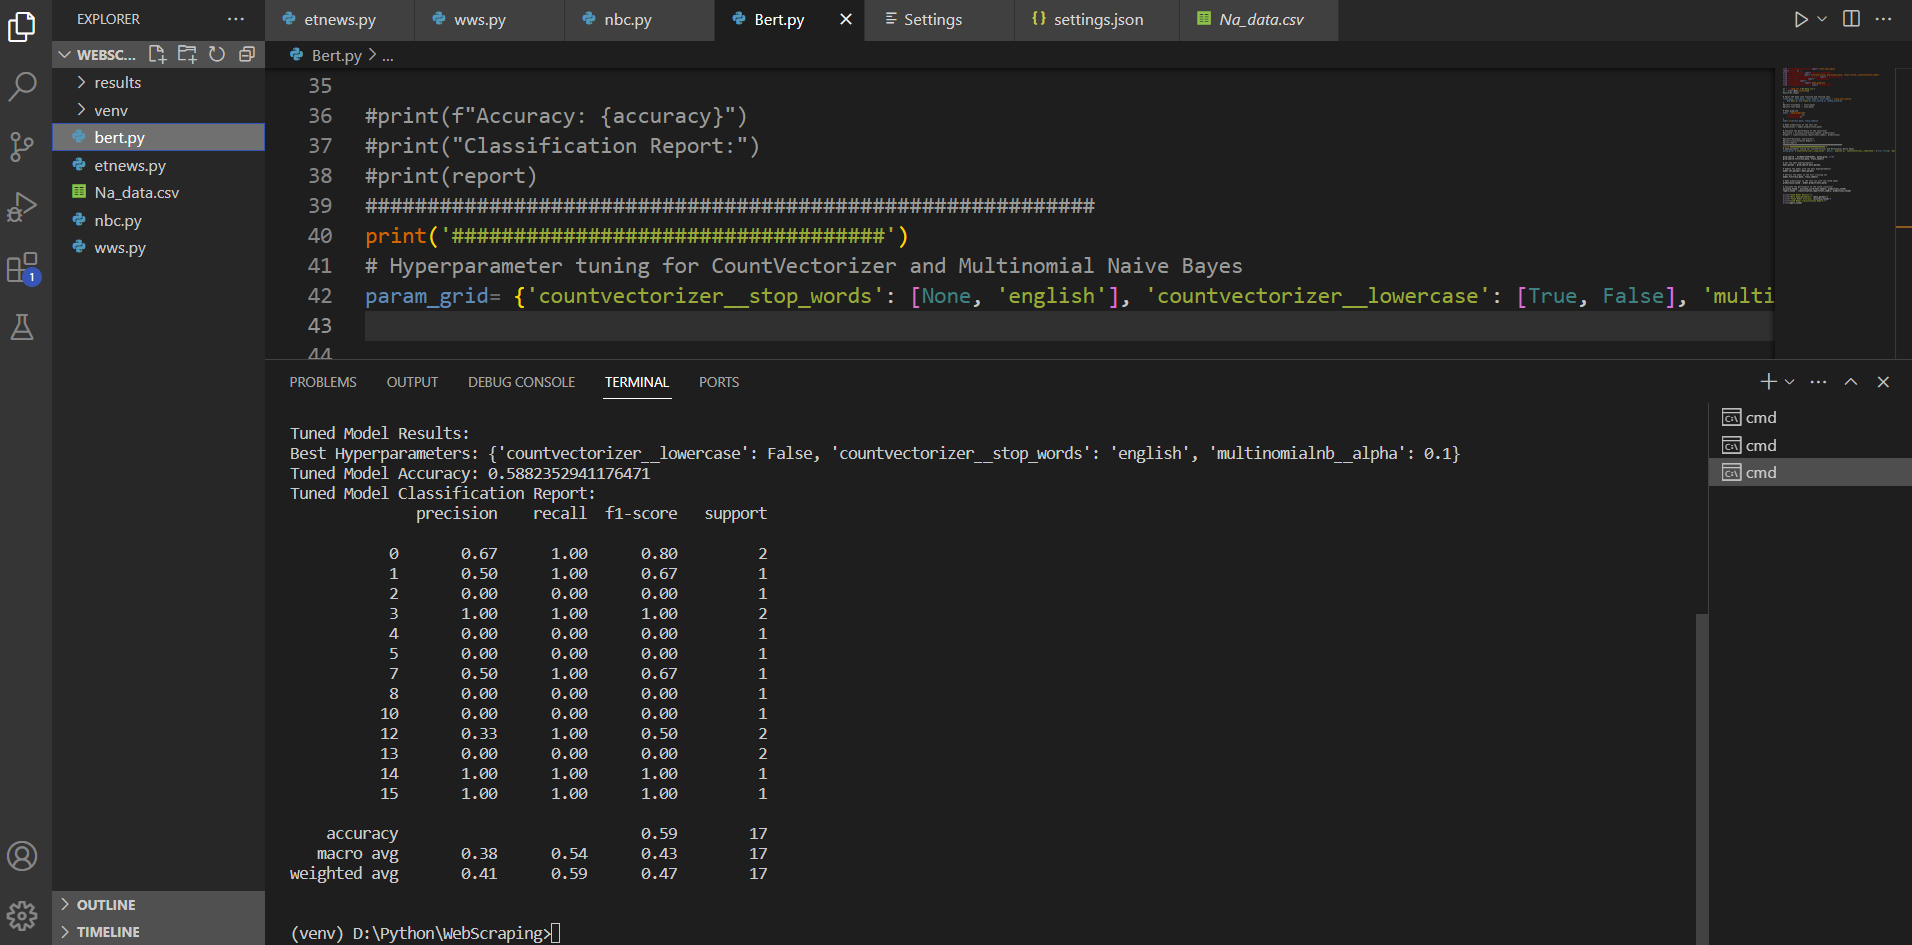 EXPLORER
WEBSC...
results
venv
bert.py
etnews.py
Na_data.csv
nbc.py
wws.py
OUTLINE
TIMELINE
1
etnews.py
wws.py
nbc.py
Bert.py
Settings
{} settings.json
Na_data.csv
Bert.py > ...
35
36 #print(f"Accuracy: {accuracy}")
37 #print("Classification Report:")
38 #print(report)
39 ###########################################################
40 print('###################################')
41 # Hyperparameter tuning for CountVectorizer and Multinomial Naive Bayes
42 param_grid= {'countvectorizer__stop_words': [None, 'english'], 'countvectorizer__lowercase': [True, False], 'multi
43
44
PROBLEMS OUTPUT DEBUG CONSOLE TERMINAL PORTS
Tuned Model Results:
Best Hyperparameters: {'countvectorizer__lowercase': False, 'countvectorizer__stop_words': 'english', 'multinomialnb__alpha': 0.1}
Tuned Model Accuracy: 0.5882352941176471
Tuned Model Classification Report:
precision recall f1-score support
0 0.67 1.00 0.80 2
1 0.50 1.00 0.67 1
2 0.00 0.00 0.00 1
3 1.00 1.00 1.00 2
4 0.00 0.00 0.00 1
5 0.00 0.00 0.00 1
7 0.50 1.00 0.67 1
8 0.00 0.00 0.00 1
10 0.00 0.00 0.00 1
12 0.33 1.00 0.50 2
13 0.00 0.00 0.00 2
14 1.00 1.00 1.00 1
15 1.00 1.00 1.00 1
accuracy 0.59 17
macro avg 0.38 0.54 0.43 17
weighted avg 0.41 0.59 0.47 17
(venv) D:\Python\WebScraping>
cmd
cmd
cmd